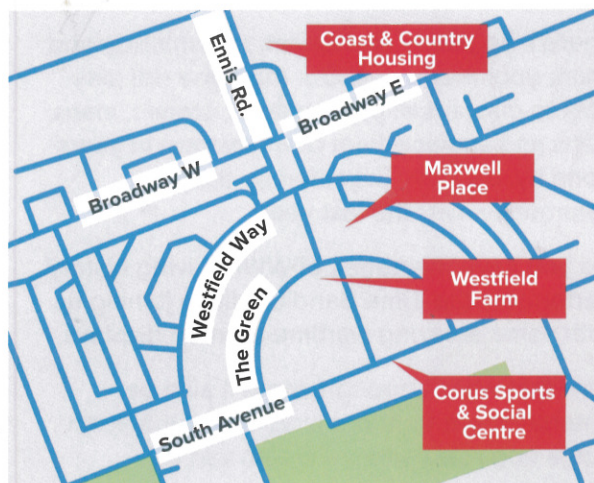 Ennis
Rd.
Coast & Country
Housing
Broadway E
Broadway W
Maxwell
Place
Westfield Way
Westfield
Farm
The Green
Corus Sports
& Social
Centre
South Avenue